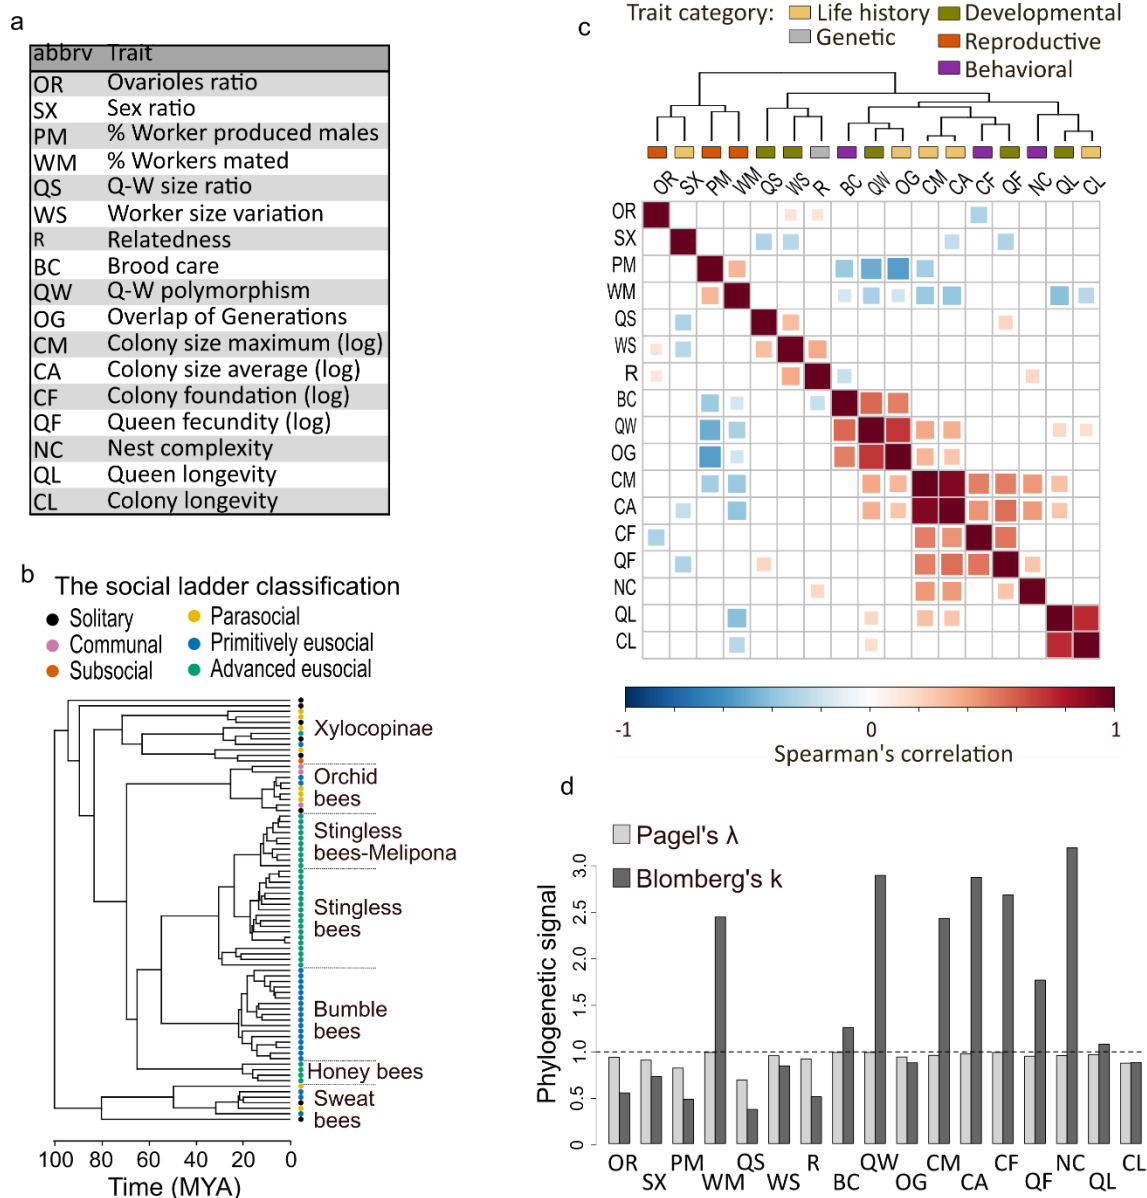 a
abbrv Trait
OR Ovarioles ratio
SX Sex ratio
PM % Worker produced males
WM % Workers mated
QS Q-W size ratio
WS Worker size variation
R Relatedness
BC Brood care
QW Q-W polymorphism
OG Overlap of Generations
CM Colony size maximum (log)
CA Colony size average (log)
CF Colony foundation (log)
QF Queen fecundity (log)
NC Nest complexity
QL Queen longevity
CL Colony longevity
b The social ladder classification
Solitary Parasocial
Communal Primitively eusocial
Subsocial Advanced eusocial
Xylocopinae
Orchid
bees
Stingless
bees-Melipona
Stingless
bees
Bumble
bees
Honey bees
Sweat
bees
100 80 60 40 20 0
Time (MYA)
c
Trait category: Life history Developmental
Genetic Reproductive
Behavioral
OR SX PM WM QS WS R BC QW OG CM CA CF QF NC QL CL
OR
SX
PM
WM
QS
WS
R
BC
QW
OG
CM
CA
CF
QF
NC
QL
CL
-1 0 1
Spearman's correlation
d
Pagel's λ
Blomberg's k
Phylogenetic signal
3.0
2.5
2.0
1.5
1.0
0.5
0
OR PM QS R QW CM CF NC CL
SX WM WS BC OG CA QF QL